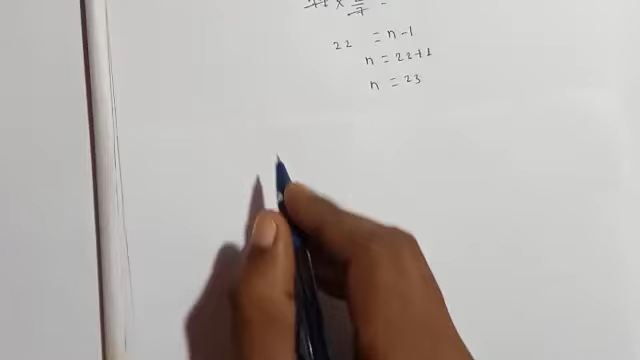 22 = n-1
n = 22+1
n = 23